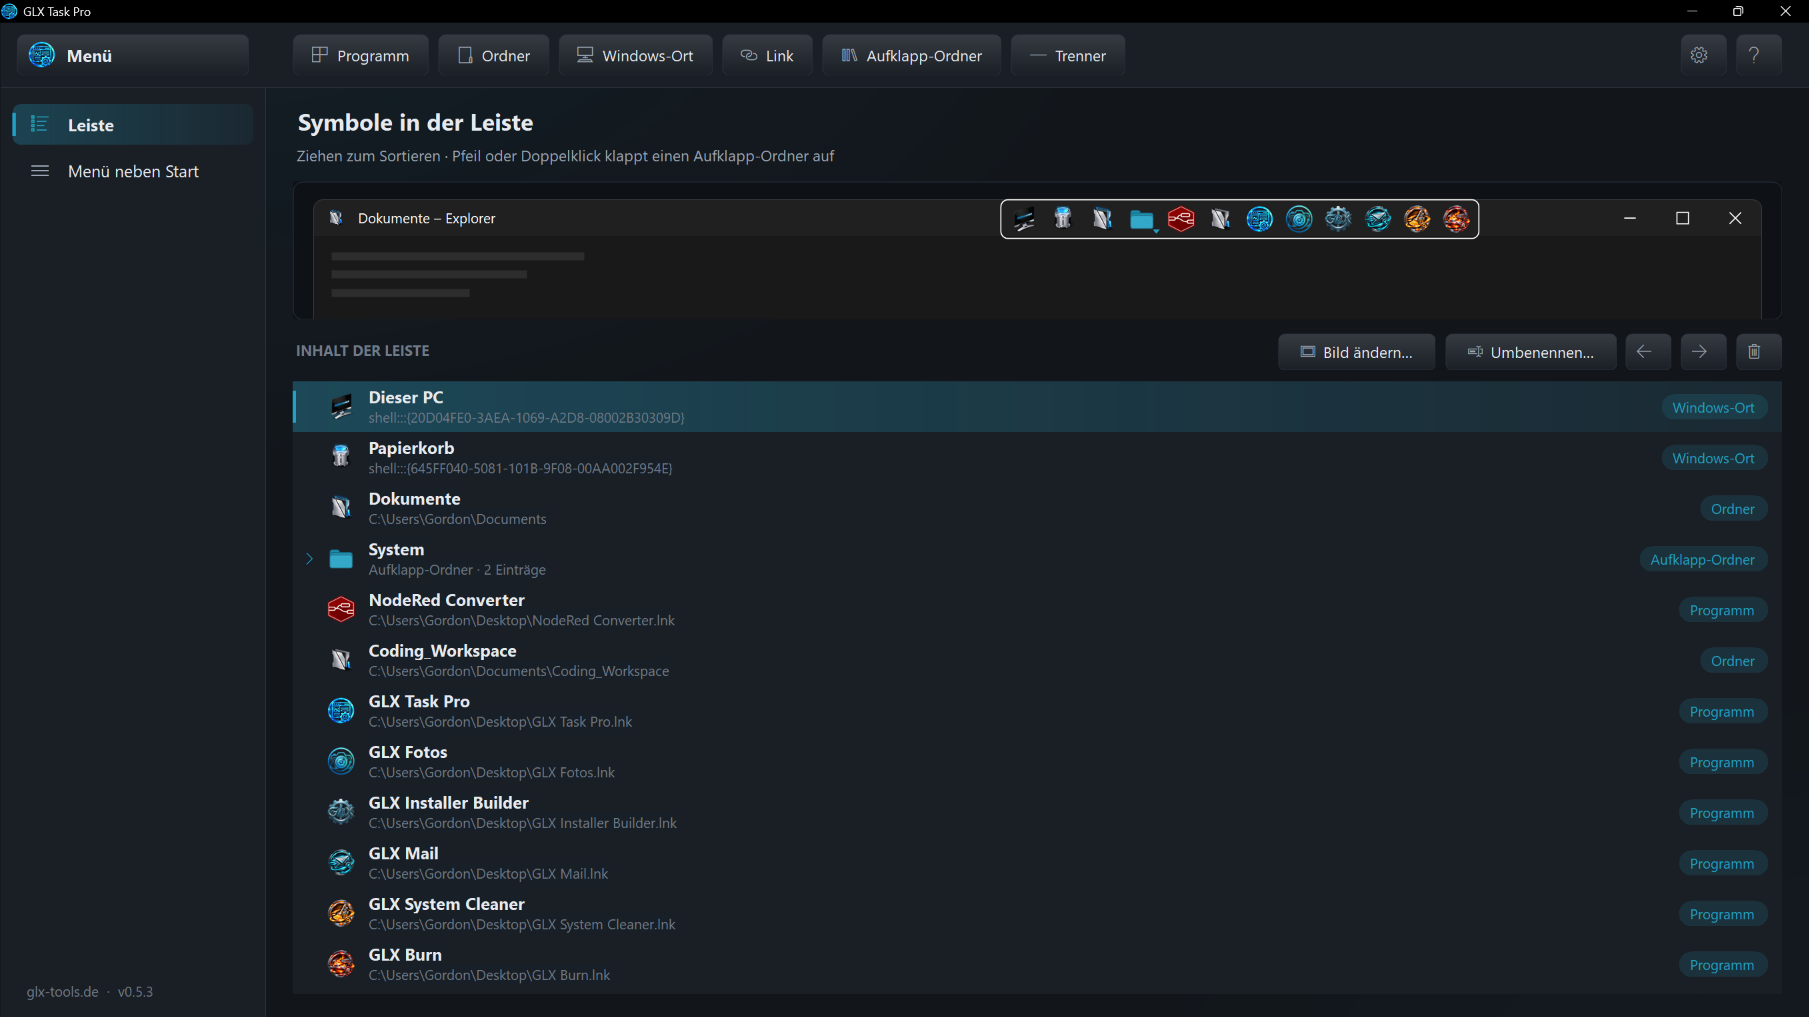 GLX Task Pro
Menü
Programm
Ordner
Windows-Ort
Link
Aufklapp-Ordner
Trenner
?
Leiste
Menü neben Start
Symbole in der Leiste
Ziehen zum Sortieren · Pfeil oder Doppelklick klappt einen Aufklapp-Ordner auf
Dokumente – Explorer
INHALT DER LEISTE
Bild ändern...
Umbenennen...
Dieser PC
shell:::{20D04FE0-3AEA-1069-A2D8-08002B30309D}
Windows-Ort
Papierkorb
shell:::{645FF040-5081-101B-9F08-00AA002F954E}
Windows-Ort
Dokumente
C:\Users\Gordon\Documents
Ordner
System
Aufklapp-Ordner · 2 Einträge
Aufklapp-Ordner
NodeRed Converter
C:\Users\Gordon\Desktop\NodeRed Converter.lnk
Programm
Coding_Workspace
C:\Users\Gordon\Documents\Coding_Workspace
Ordner
GLX Task Pro
C:\Users\Gordon\Desktop\GLX Task Pro.lnk
Programm
GLX Fotos
C:\Users\Gordon\Desktop\GLX Fotos.lnk
Programm
GLX Installer Builder
C:\Users\Gordon\Desktop\GLX Installer Builder.lnk
Programm
GLX Mail
C:\Users\Gordon\Desktop\GLX Mail.lnk
Programm
GLX System Cleaner
C:\Users\Gordon\Desktop\GLX System Cleaner.lnk
Programm
GLX Burn
C:\Users\Gordon\Desktop\GLX Burn.lnk
Programm
glx-tools.de · v0.5.3